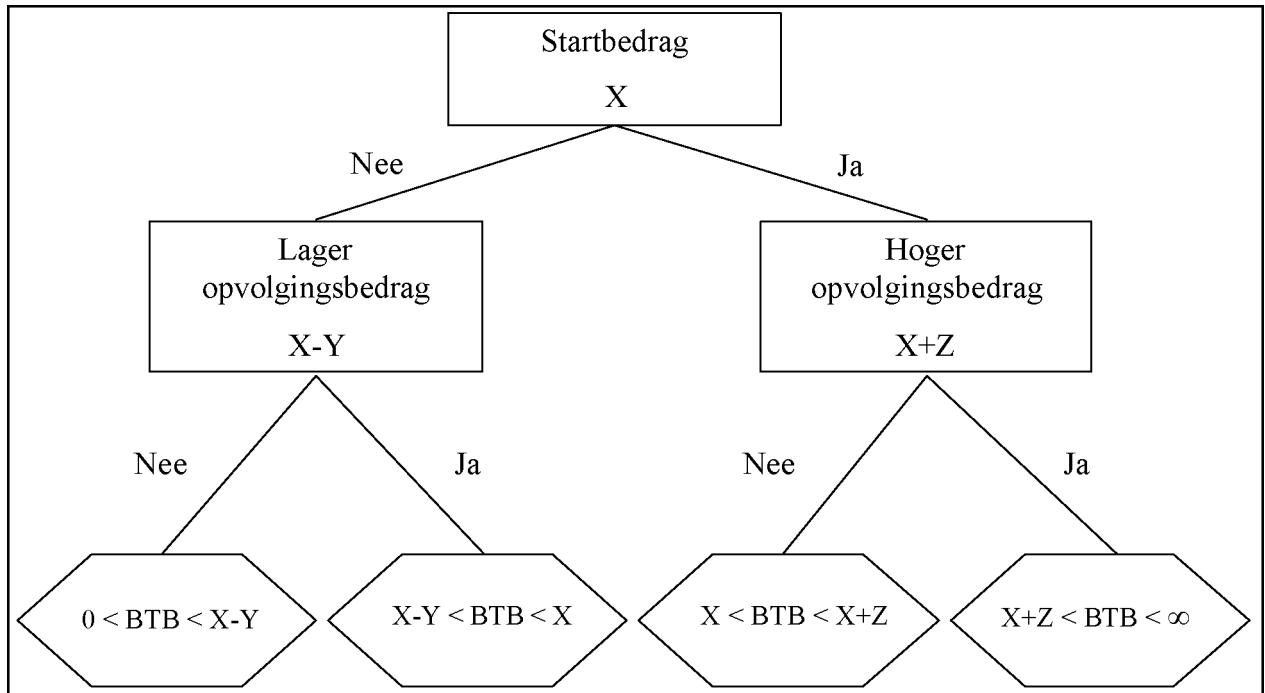 Startbedrag
X
Nee
Ja
Lager
opvolgingsbedrag
X-Y
Hoger
opvolgingsbedrag
X+Z
Nee
Ja
Nee
Ja
0 < BTB < X-Y
X-Y < BTB < X
X < BTB < X+Z
X+Z < BTB < ∞